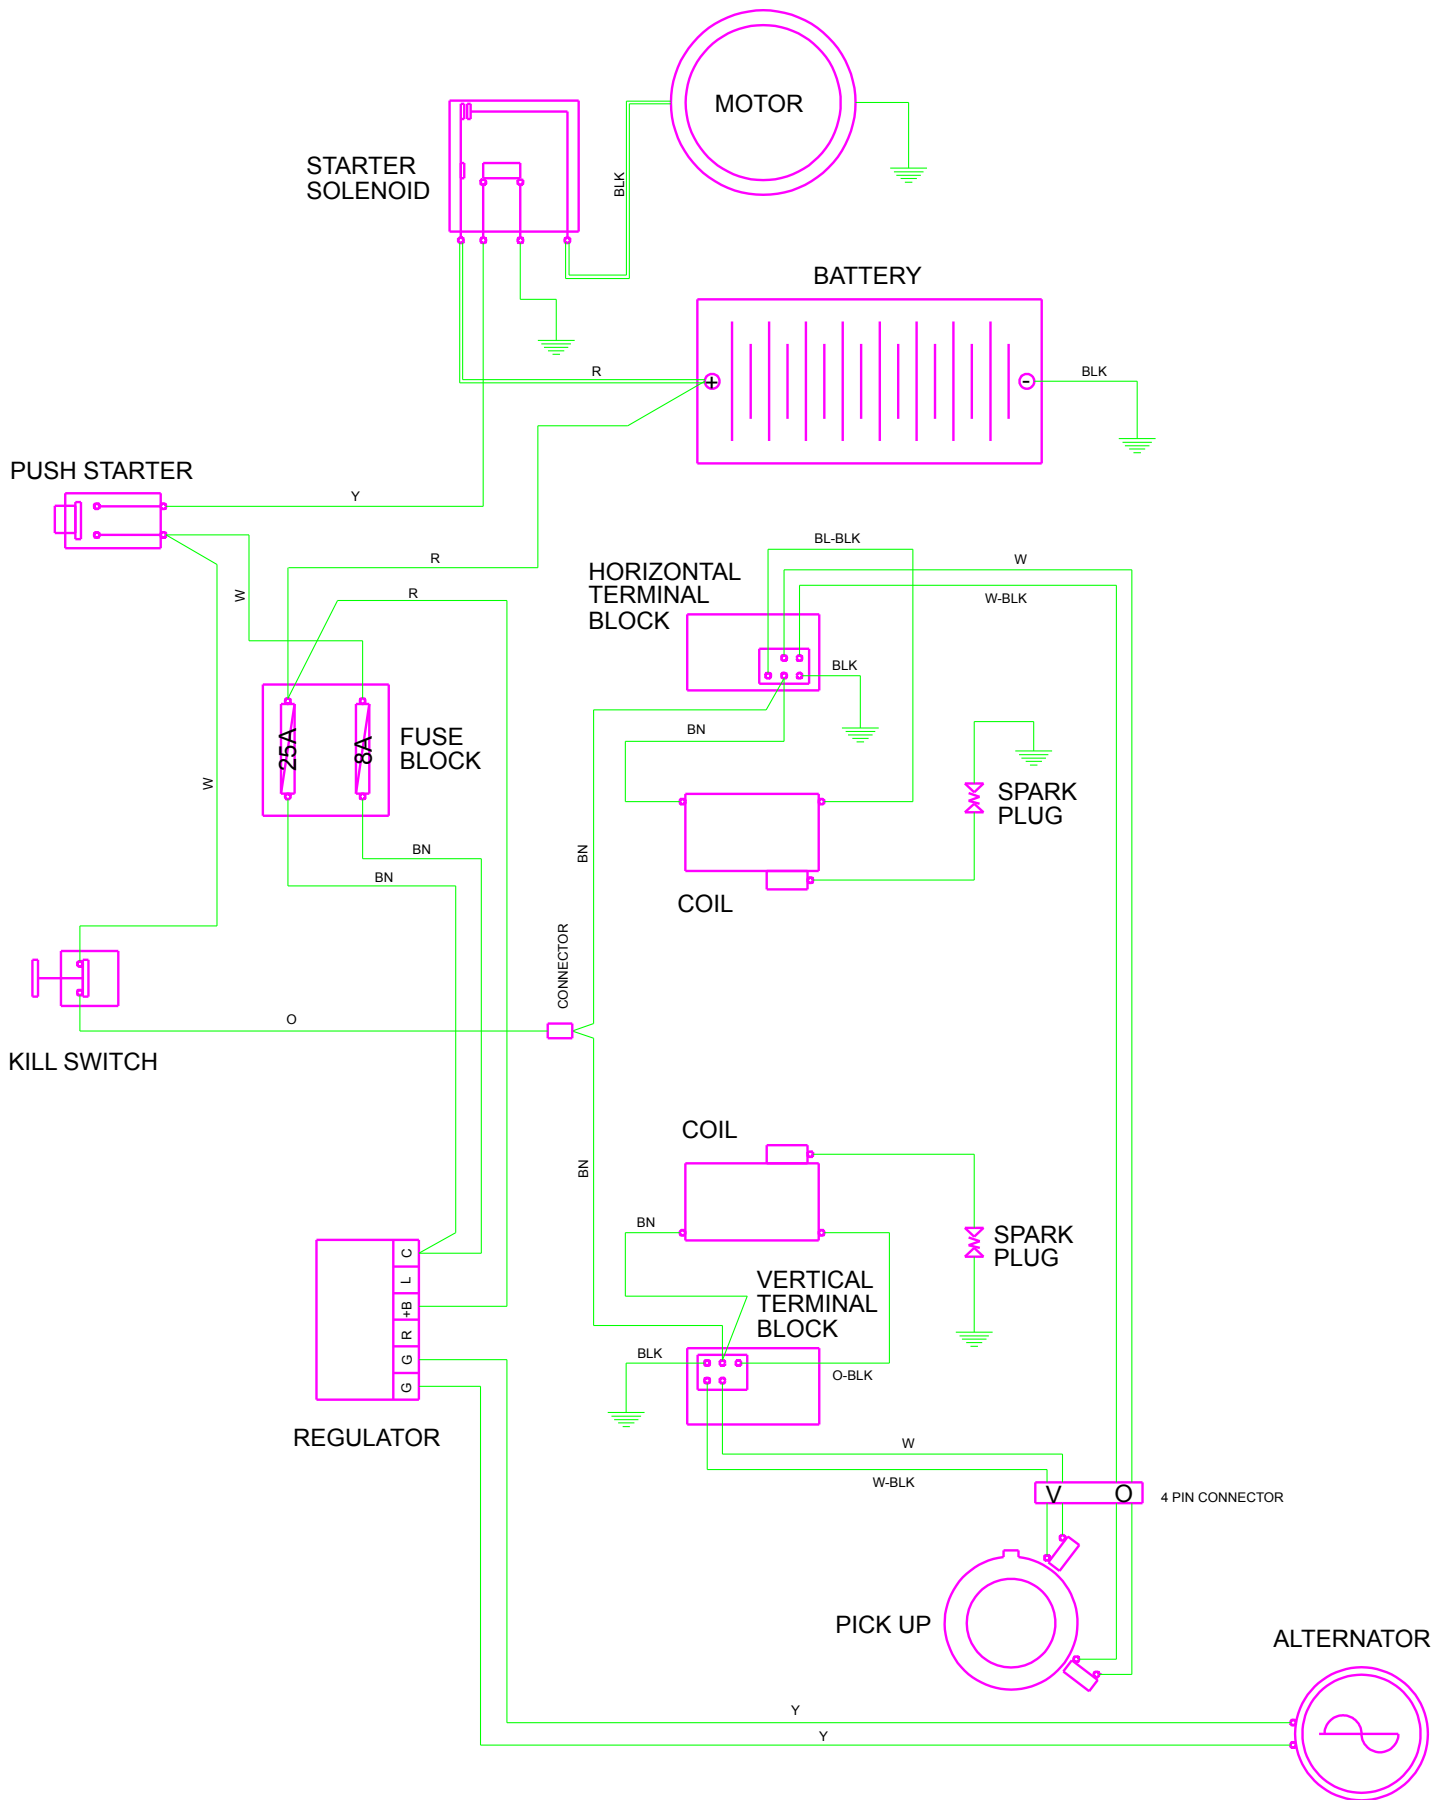 MOTOR
STARTER
SOLENOID
BLK
BATTERY
R
+
-
BLK
PUSH STARTER
Y
R
BL-BLK
W
HORIZONTAL
TERMINAL
BLOCK
W
R
W-BLK
BLK
BN
25A
8A
FUSE
BLOCK
W
SPARK
PLUG
BN
BN
BN
COIL
CONNECTOR
O
KILL SWITCH
COIL
BN
BN
SPARK
PLUG
C
L
+B
R
G
G
VERTICAL
TERMINAL
BLOCK
BLK
O-BLK
REGULATOR
W
W-BLK
V
O
4 PIN CONNECTOR
PICK UP
ALTERNATOR
Y
Y